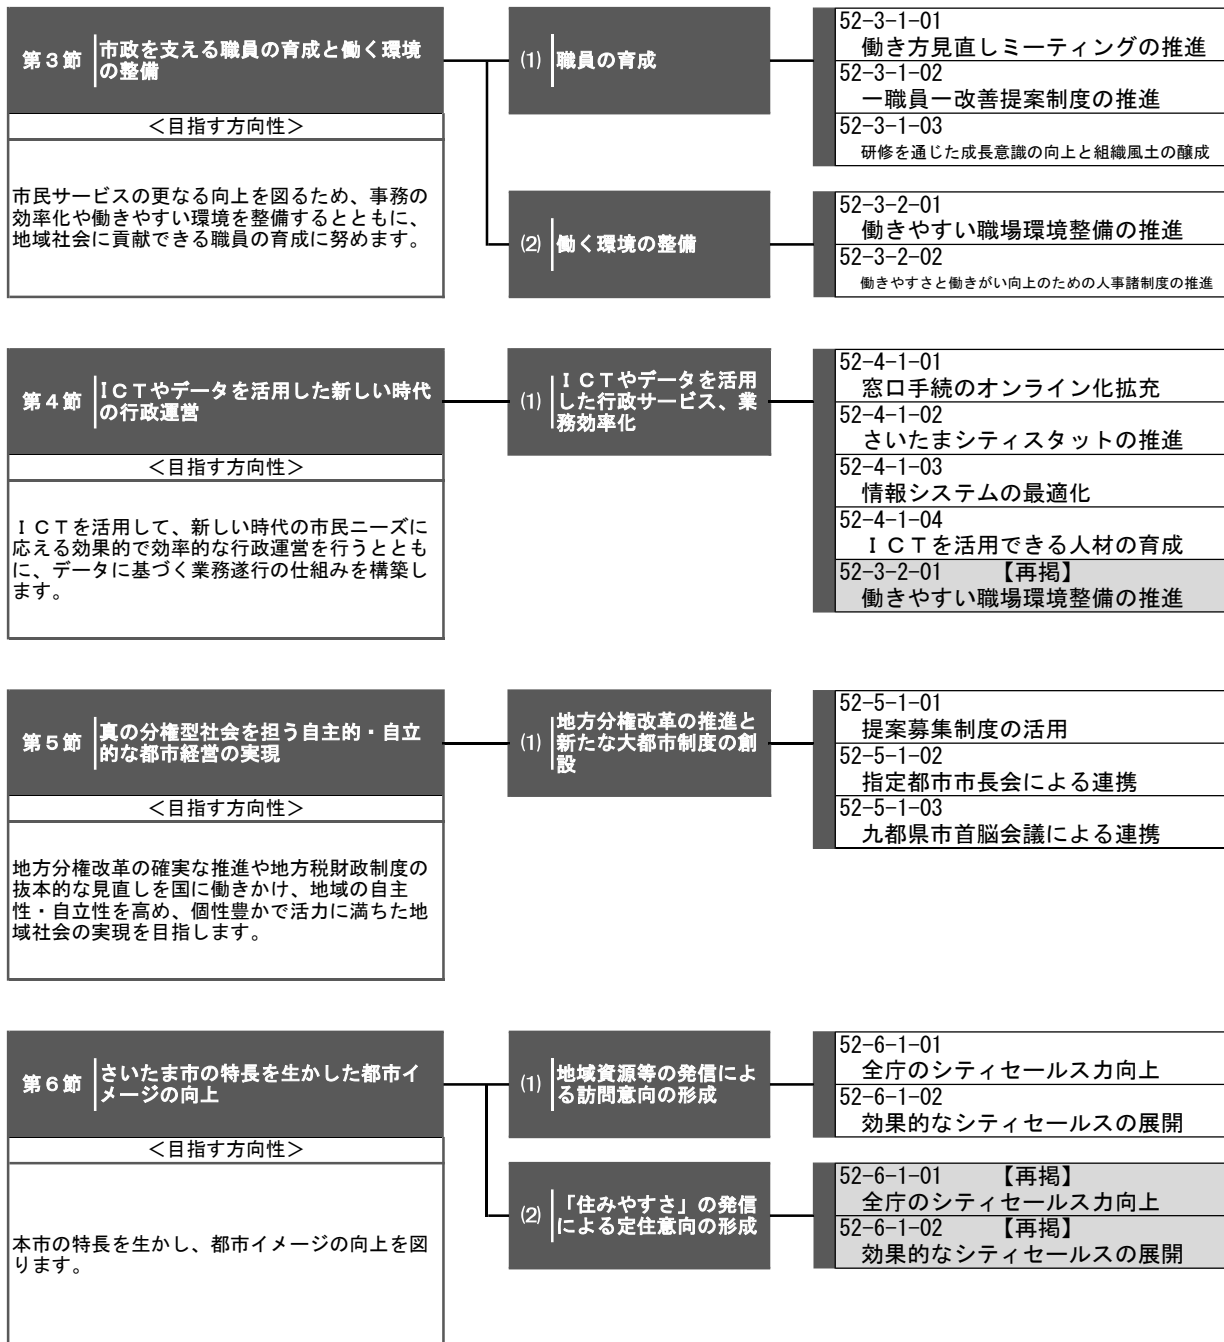 第３節
市政を支える職員の育成と働く環境
の整備
＜目指す方向性＞
市民サービスの更なる向上を図るため、事務の
効率化や働きやすい環境を整備するとともに、
地域社会に貢献できる職員の育成に努めます。
⑴
職員の育成
52-3-1-01
働き方見直しミーティングの推進
52-3-1-02
一職員一改善提案制度の推進
52-3-1-03
研修を通じた成長意識の向上と組織風土の醸成
⑵
働く環境の整備
52-3-2-01
働きやすい職場環境整備の推進
52-3-2-02
働きやすさと働きがい向上のための人事諸制度の推進
第４節
ＩＣＴやデータを活用した新しい時代
の行政運営
＜目指す方向性＞
ＩＣＴを活用して、新しい時代の市民ニーズに
応える効果的で効率的な行政運営を行うととも
に、データに基づく業務遂行の仕組みを構築し
ます。
⑴
ＩＣＴやデータを活用
した行政サービス、業
務効率化
52-4-1-01
窓口手続のオンライン化拡充
52-4-1-02
さいたまシティスタットの推進
52-4-1-03
情報システムの最適化
52-4-1-04
ＩＣＴを活用できる人材の育成
52-3-2-01 【再掲】
働きやすい職場環境整備の推進
第５節
真の分権型社会を担う自主的・自立
的な都市経営の実現
＜目指す方向性＞
地方分権改革の確実な推進や地方税財政制度の
抜本的な見直しを国に働きかけ、地域の自主
性・自立性を高め、個性豊かで活力に満ちた地
域社会の実現を目指します。
⑴
地方分権改革の推進と
新たな大都市制度の創
設
52-5-1-01
提案募集制度の活用
52-5-1-02
指定都市市長会による連携
52-5-1-03
九都県市首脳会議による連携
第６節
さいたま市の特長を生かした都市イ
メージの向上
＜目指す方向性＞
本市の特長を生かし、都市イメージの向上を図
ります。
⑴
地域資源等の発信によ
る訪問意向の形成
52-6-1-01
全庁のシティセールス力向上
52-6-1-02
効果的なシティセールスの展開
⑵
「住みやすさ」の発信
による定住意向の形成
52-6-1-01 【再掲】
全庁のシティセールス力向上
52-6-1-02 【再掲】
効果的なシティセールスの展開